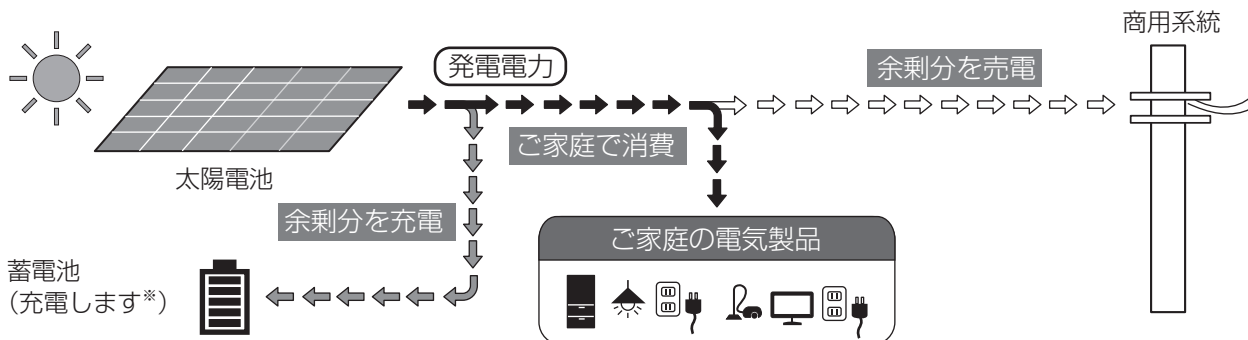 商用系統
発電電力
余剰分を売電
ご家庭で消費
太陽電池
余剰分を充電
ご家庭の電気製品
蓄電池
（充電します※）